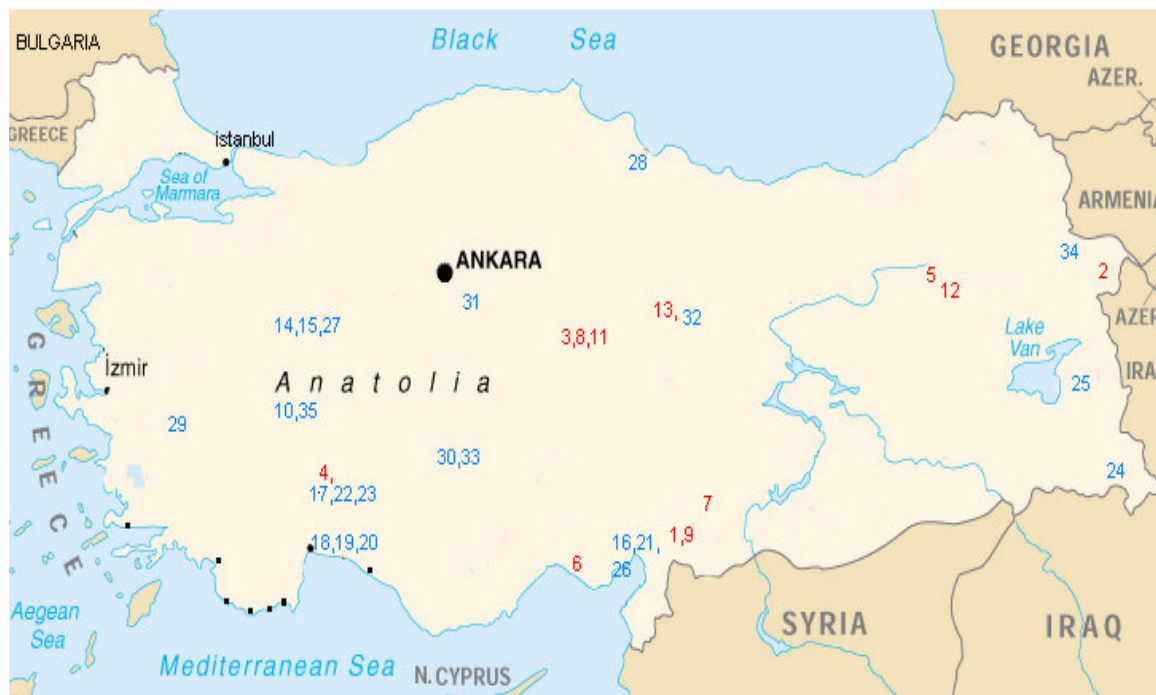 Black Sea
BULGARIA
GEORGIA
AZER.
GREECE
istanbul
28
Sea of
Marmara
ARMENIA
ANKARA
34
2
5
12
31
13, 32
AZER
14,15,27
3,8,11
Lake
Van
IRA
İzmir
Anatolia
25
GREECE
10,35
29
30,33
4,
17,22,23
24
7
18,19,20
16,21,
26
1,9
6
Aegean
Sea
SYRIA
IRAQ
Mediterranean Sea
N.CYPRUS